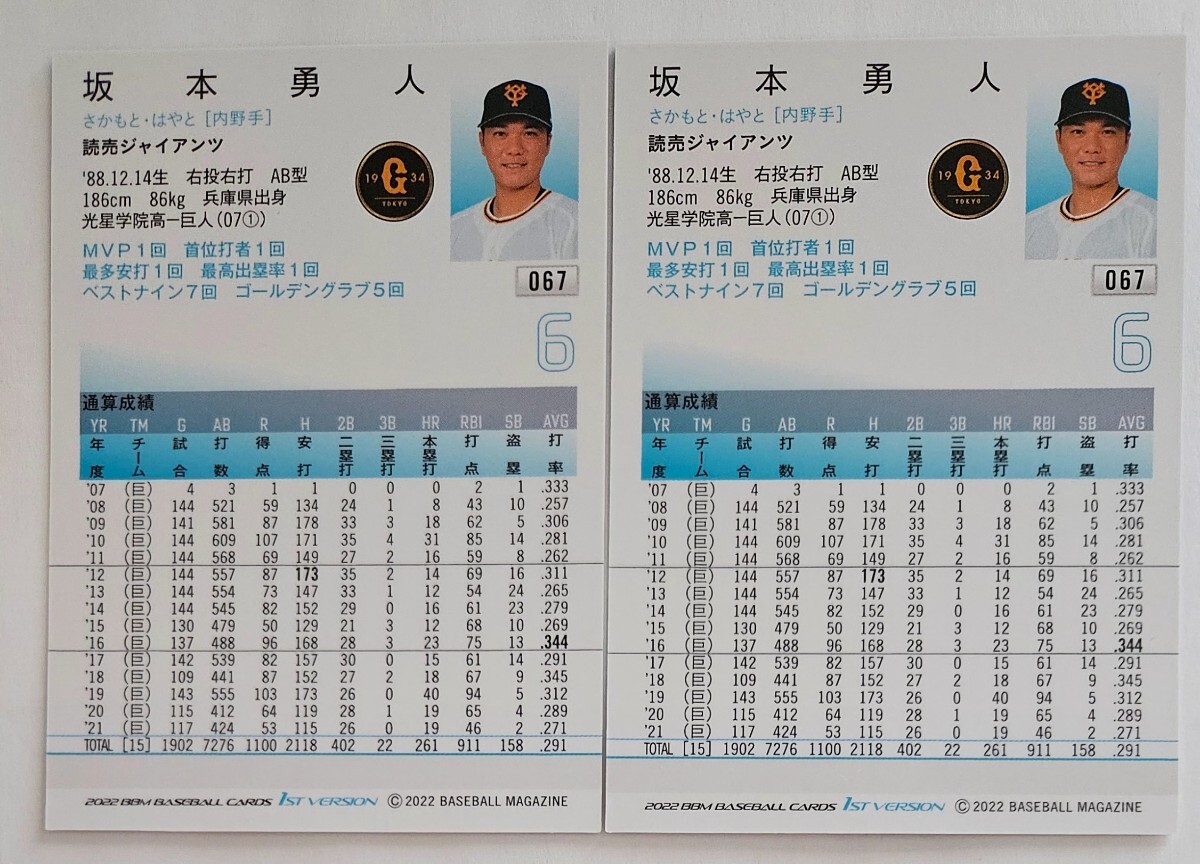 坂本勇人
さかもと・はやと [内野手]
読売ジャイアンツ
'88.12.14生 右投右打 AB型
186cm 86kg 兵庫県出身
光星学院高ー巨人(07①)
MVP1回 首位打者1回
最多安打1回 最高出塁率1回
ベストナイン7回 ゴールデングラブ5回
19 G 34
TOKYO
067
6
通算成績
YR TM G AB R H 2B 3B HR RBI SB AVG
年度 チーム 試合 打数 得点 安打 二塁打 三塁打 本塁打 打点 盗塁 打率
'07 (巨) 4 3 1 1 0 0 0 2 1 .333
'08 (巨) 144 521 59 134 24 1 8 43 10 .257
'09 (巨) 141 581 87 178 33 3 18 62 5 .306
'10 (巨) 144 609 107 171 35 4 31 85 14 .281
'11 (巨) 144 568 69 149 27 2 16 59 8 .262
'12 (巨) 144 557 87 173 35 2 14 69 16 .311
'13 (巨) 144 554 73 147 33 1 12 54 24 .265
'14 (巨) 144 545 82 152 29 0 16 61 23 .279
'15 (巨) 130 479 50 129 21 3 12 68 10 .269
'16 (巨) 137 488 96 168 28 3 23 75 13 .344
'17 (巨) 142 539 82 157 30 0 15 61 14 .291
'18 (巨) 109 441 87 152 27 2 18 67 9 .345
'19 (巨) 143 555 103 173 26 0 40 94 5 .312
'20 (巨) 115 412 64 119 28 1 19 65 4 .289
'21 (巨) 117 424 53 115 26 0 19 46 2 .271
TOTAL [15] 1902 7276 1100 2118 402 22 261 911 158 .291
2022 BBM BASEBALL CARDS 1ST VERSION © 2022 BASEBALL MAGAZINE
坂本勇人
さかもと・はやと [内野手]
読売ジャイアンツ
'88.12.14生 右投右打 AB型
186cm 86kg 兵庫県出身
光星学院高ー巨人(07①)
MVP1回 首位打者1回
最多安打1回 最高出塁率1回
ベストナイン7回 ゴールデングラブ5回
19 G 34
TOKYO
067
6
通算成績
YR TM G AB R H 2B 3B HR RBI SB AVG
年度 チーム 試合 打数 得点 安打 二塁打 三塁打 本塁打 打点 盗塁 打率
'07 (巨) 4 3 1 1 0 0 0 2 1 .333
'08 (巨) 144 521 59 134 24 1 8 43 10 .257
'09 (巨) 141 581 87 178 33 3 18 62 5 .306
'10 (巨) 144 609 107 171 35 4 31 85 14 .281
'11 (巨) 144 568 69 149 27 2 16 59 8 .262
'12 (巨) 144 557 87 173 35 2 14 69 16 .311
'13 (巨) 144 554 73 147 33 1 12 54 24 .265
'14 (巨) 144 545 82 152 29 0 16 61 23 .279
'15 (巨) 130 479 50 129 21 3 12 68 10 .269
'16 (巨) 137 488 96 168 28 3 23 75 13 .344
'17 (巨) 142 539 82 157 30 0 15 61 14 .291
'18 (巨) 109 441 87 152 27 2 18 67 9 .345
'19 (巨) 143 555 103 173 26 0 40 94 5 .312
'20 (巨) 115 412 64 119 28 1 19 65 4 .289
'21 (巨) 117 424 53 115 26 0 19 46 2 .271
TOTAL [15] 1902 7276 1100 2118 402 22 261 911 158 .291
2022 BBM BASEBALL CARDS 1ST VERSION © 2022 BASEBALL MAGAZINE